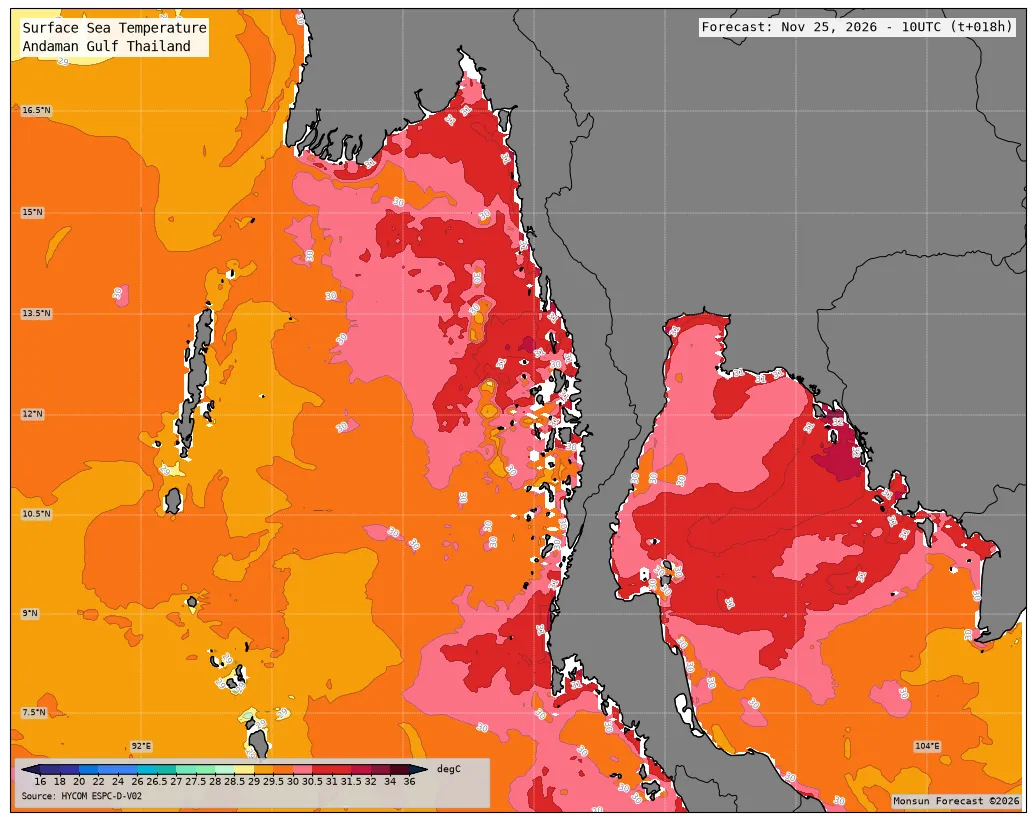 Surface Sea Temperature
Andaman Gulf Thailand
Forecast: Nov 25, 2026 - 10UTC (t+018h)
16.5°N
15°N
13.5°N
12°N
10.5°N
9°N
7.5°N
92°E
104°E
degC
16 18 20 22 24 26 26.5 27 27.5 28 28.5 29 29.5 30 30.5 31 31.5 32 34 36
Source: HYCOM ESPC-D-V02
Monsun Forecast ©2026